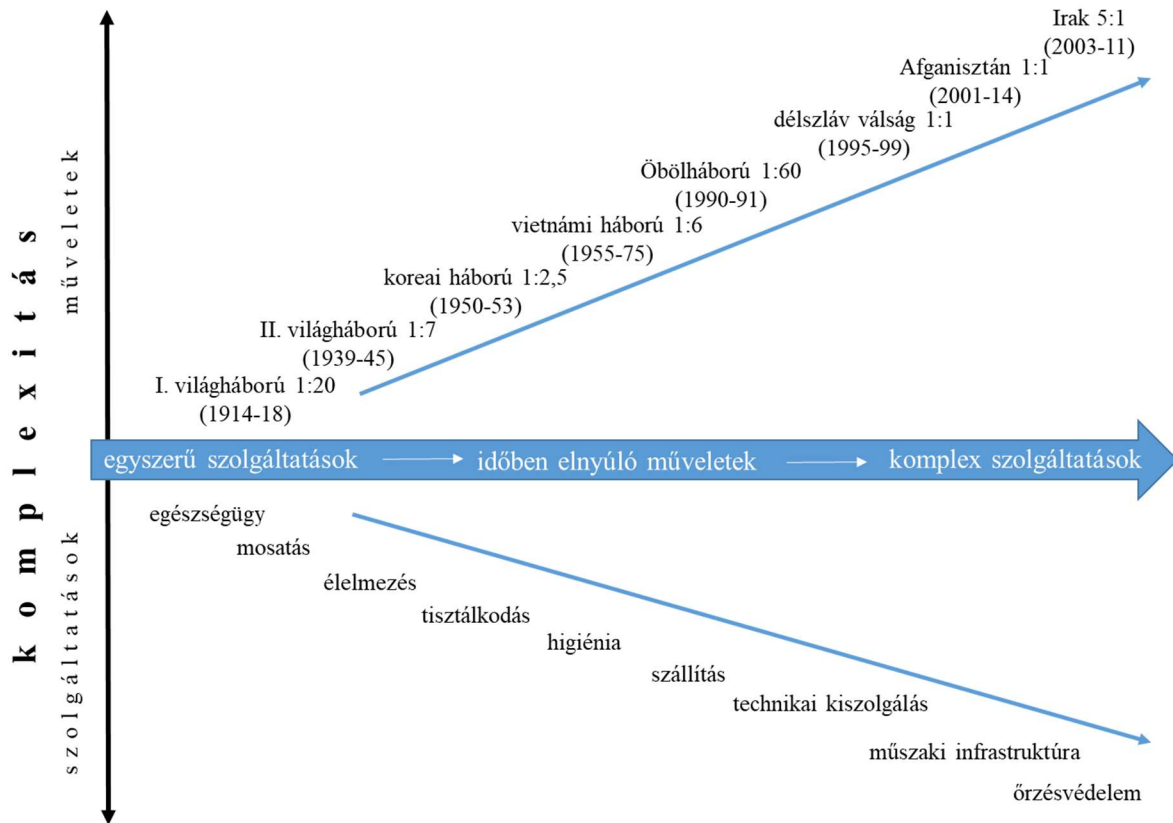 komplexitás
műveletek
szolgáltatások
Irak 5:1
(2003-11)
Afganisztán 1:1
(2001-14)
délszláv válság 1:1
(1995-99)
Öbölháború 1:60
(1990-91)
vietnámi háború 1:6
(1955-75)
koreai háború 1:2,5
(1950-53)
II. világháború 1:7
(1939-45)
I. világháború 1:20
(1914-18)
egyszerű szolgáltatások
időben elnyúló műveletek
komplex szolgáltatások
egészségügy
mosatás
élelmezés
tisztálkodás
higiénia
szállítás
technikai kiszolgálás
műszaki infrastruktúra
őrzésvédelem